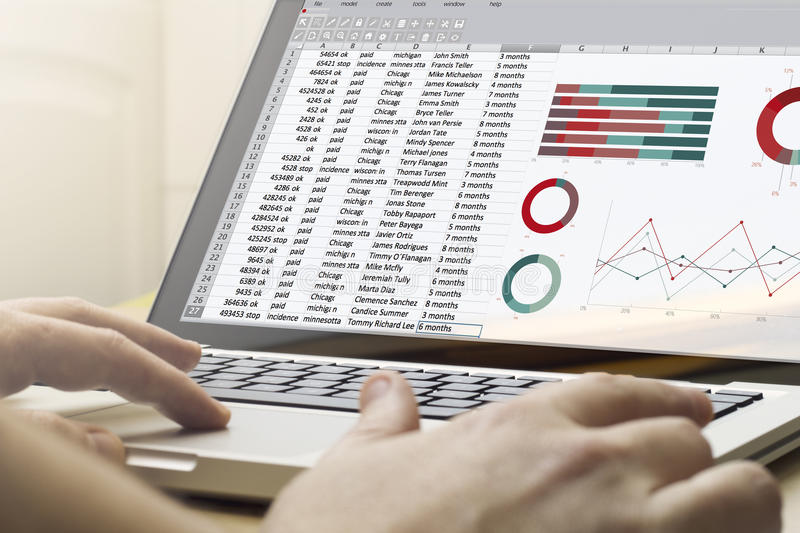 file model create tools window help
A B C D E F G H I J K
1 54654 ok paid michigan John Smith 3 months
2 65421 stop incidence minnesotta Francis Teller 5 months
3 464654 ok paid Chicago Mike Michaelson 8 months
4 7824 ok paid michigan James Kowalscky 4 months
5 4524528 ok paid Chicago James Turner 7 months
6 4245 ok paid Chicago Emma Smith 3 months
7 452 ok paid Chicago Bryce Teller 7 months
8 2428 ok paid minnesotta John van Persie 8 months
9 4528 ok paid wisconsin Jordan Tate 5 months
10 426 ok paid michigan Mindy Spencer 8 months
11 ok paid Chicago Michael Jones 4 months
12 45282 ok paid Chicago Terry Flanagan 5 months
13 4528 stop incidence wisconsin Thomas Tursen 7 months
14 453489 ok paid michigan Treapwodd Mint 3 months
15 4286 ok paid Chicago Tim Berenger 6 months
16 428245 ok paid michigan Jonas Stone 8 months
17 482645 ok paid Chicago Tobby Rapaport 4 months
18 4284524 ok paid wisconsin Peter Bayega 6 months
19 452952 ok paid minnesotta Javier Ortiz 5 months
20 425245 stop paid Chicago James Rodrigues 7 months
21 48697 ok paid michigan Timmy O'Flanagan 8 months
22 9645 ok paid minnesotta Mike Mcfly 3 months
23 48394 ok paid Chicago Jeremiah Delgado 4 months
24 6389 ok paid michigan Marta Diaz 6 months
25 9435 ok paid Chicago Clemence Sanchez 5 months
26 364636 ok paid michigan Candice Summer 8 months
27 493453 stop incidence minnesotta Tommy Richard Lee 3 months
6 months